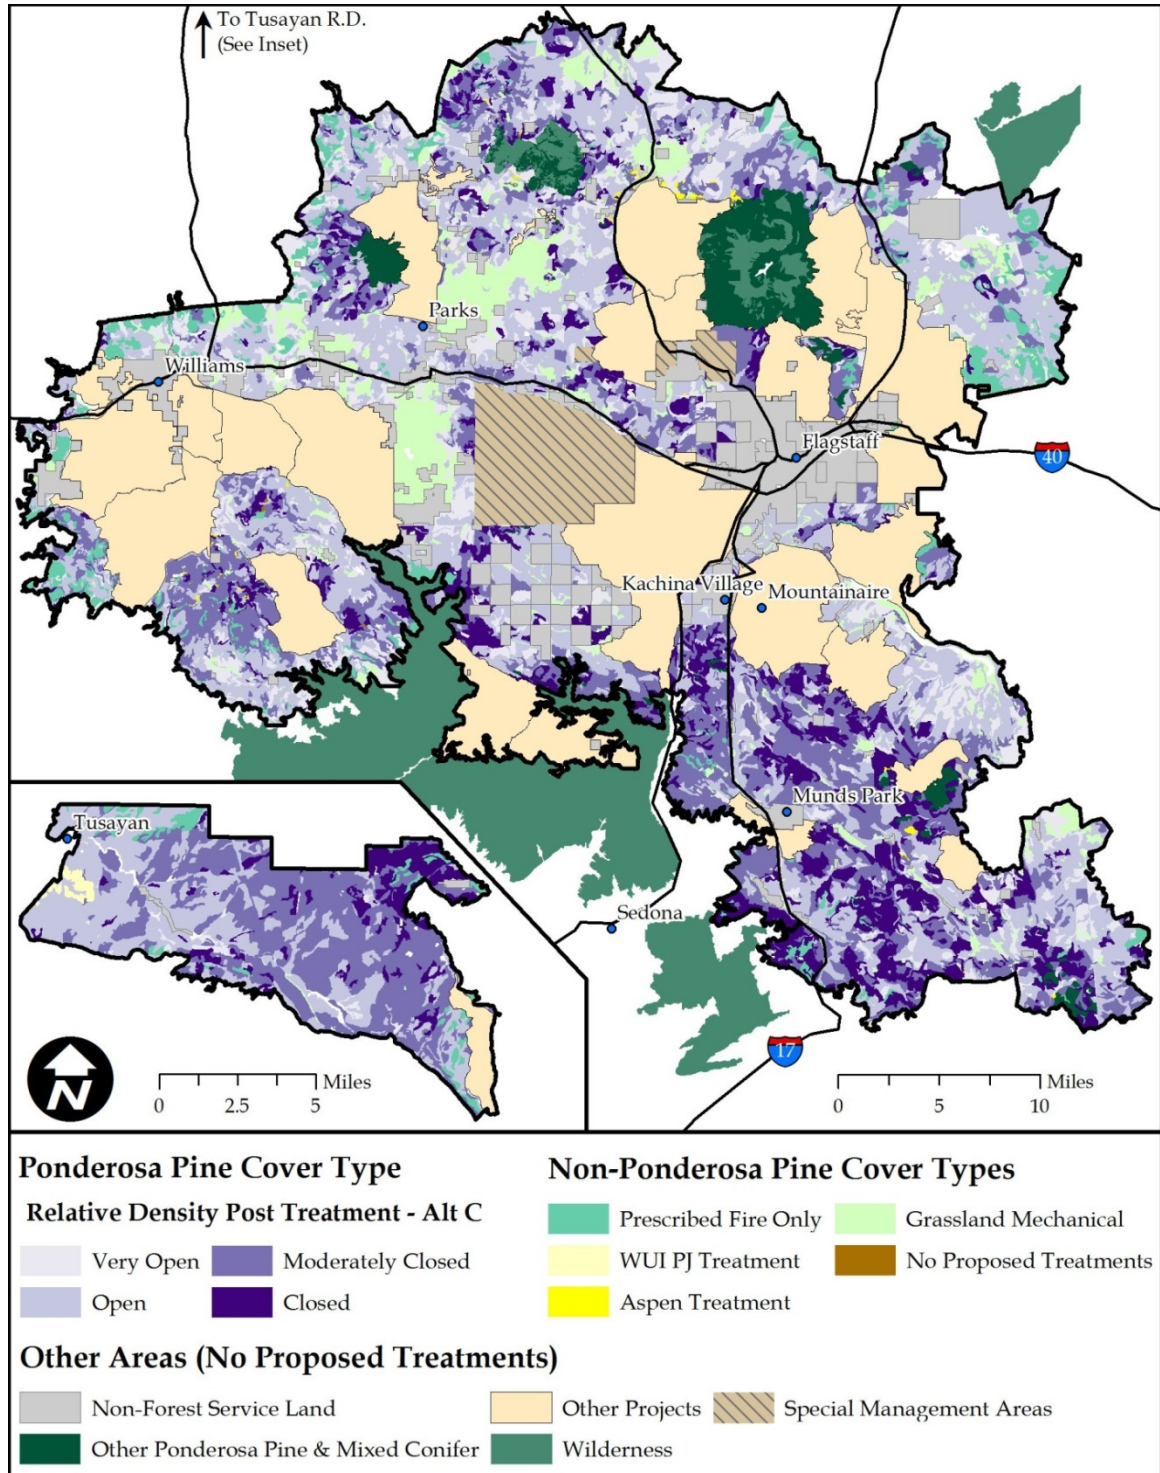 To Tusayan R.D.
(See Inset)
Parks
Williams
Flagstaff
40
Kachina Village
Mountainaire
Munds Park
Tusayan
Sedona
17
N
Miles
0 2.5 5
Miles
0 5 10
Ponderosa Pine Cover Type
Relative Density Post Treatment - Alt C
Very Open
Moderately Closed
Open
Closed
Non-Ponderosa Pine Cover Types
Prescribed Fire Only
Grassland Mechanical
WUI PJ Treatment
No Proposed Treatments
Aspen Treatment
Other Areas (No Proposed Treatments)
Non-Forest Service Land
Other Projects
Special Management Areas
Other Ponderosa Pine & Mixed Conifer
Wilderness